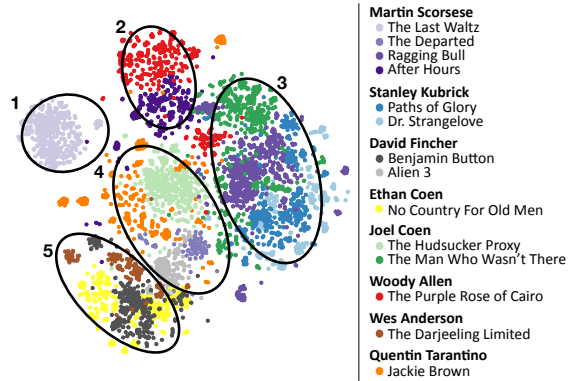 1
2
3
4
5
Martin Scorsese
The Last Waltz
The Departed
Ragging Bull
After Hours
Stanley Kubrick
Paths of Glory
Dr. Strangelove
David Fincher
Benjamin Button
Alien 3
Ethan Coen
No Country For Old Men
Joel Coen
The Hudsucker Proxy
The Man Who Wasn't There
Woody Allen
The Purple Rose of Cairo
Wes Anderson
The Darjeeling Limited
Quentin Tarantino
Jackie Brown